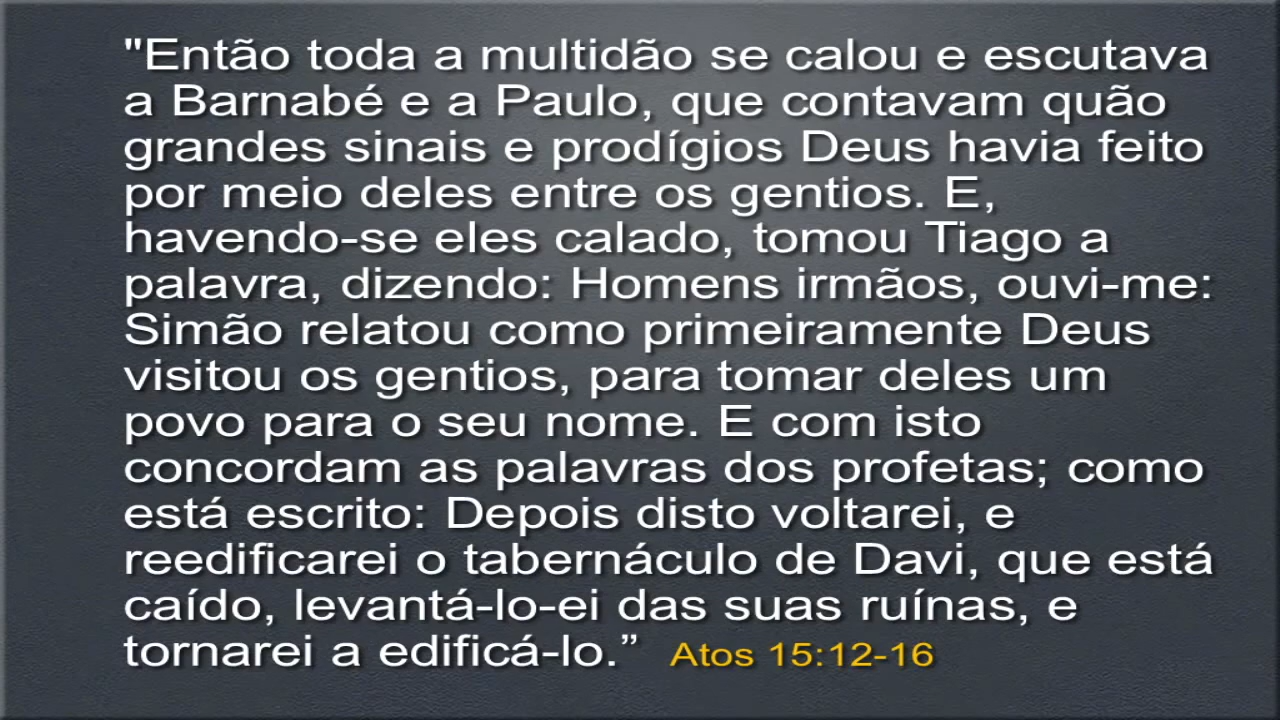 "Então toda a multidão se calou e escutava
a Barnabé e a Paulo, que contavam quão
grandes sinais e prodígios Deus havia feito
por meio deles entre os gentios. E,
havendo-se eles calado, tomou Tiago a
palavra, dizendo: Homens irmãos, ouvi-me:
Simão relatou como primeiramente Deus
visitou os gentios, para tomar deles um
povo para o seu nome. E com isto
concordam as palavras dos profetas; como
está escrito: Depois disto voltarei, e
reedificarei o tabernáculo de Davi, que está
caído, levantá-lo-ei das suas ruínas, e
tornarei a edificá-lo.” Atos 15:12-16